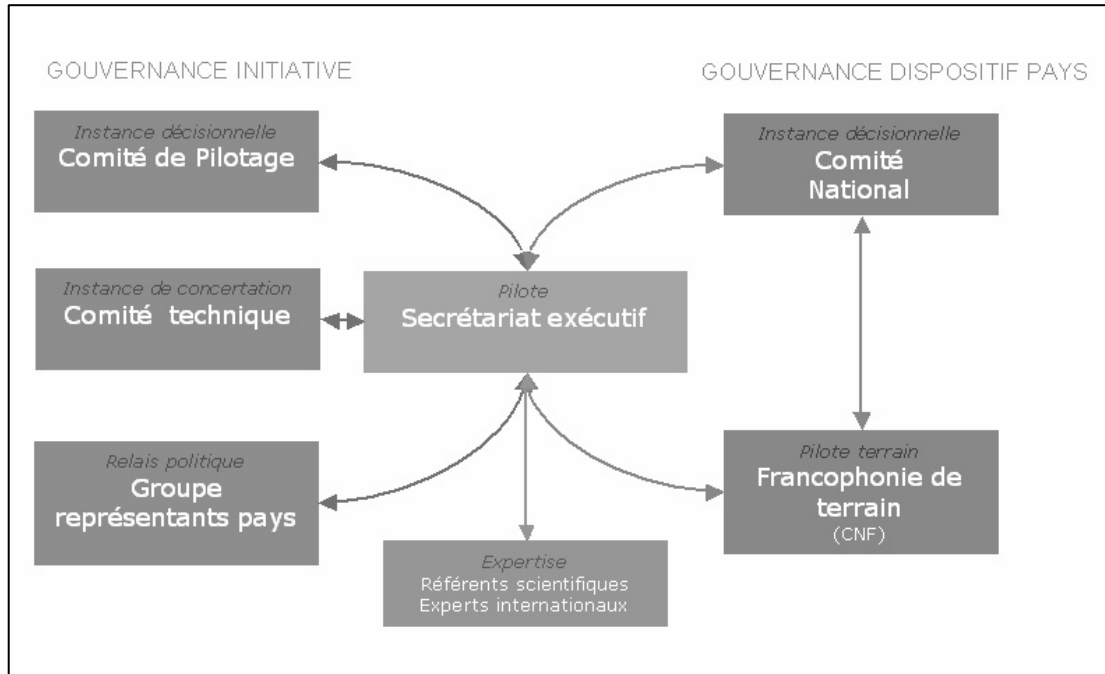 GOUVERNANCE INITIATIVE
GOUVERNANCE DISPOSITIF PAYS
Instance décisionnelle
Comité de Pilotage
Instance décisionnelle
Comité
National
Instance de concertation
Comité technique
Pilote
Secrétariat exécutif
Relais politique
Groupe
représentants pays
Pilote terrain
Francophonie de
terrain
(CNF)
Expertise
Référents scientifiques
Experts internationaux